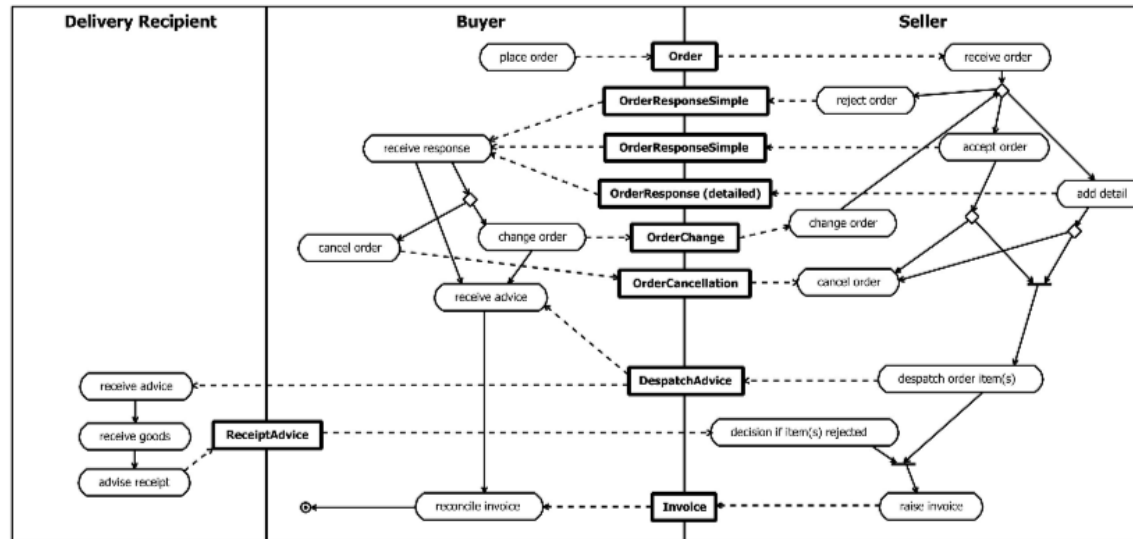 Delivery Recipient
Buyer
Seller
place order
Order
receive order
OrderResponseSimple
reject order
receive response
OrderResponseSimple
accept order
OrderResponse (detailed)
add detail
cancel order
change order
OrderChange
change order
OrderCancellation
cancel order
receive advice
receive advice
DespatchAdvice
despatch order item(s)
receive goods
ReceiptAdvice
decision if item(s) rejected
advise receipt
reconcile invoice
Invoice
raise invoice